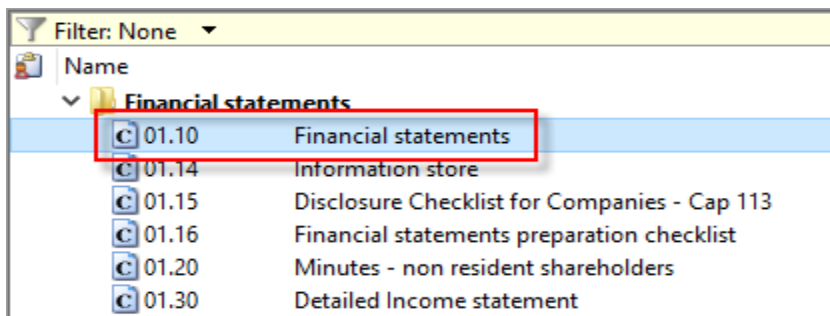 Filter: None
Name
Financial statements
c 01.10 Financial statements
c 01.14 Information store
c 01.15 Disclosure Checklist for Companies - Cap 113
c 01.16 Financial statements preparation checklist
c 01.20 Minutes - non resident shareholders
c 01.30 Detailed Income statement